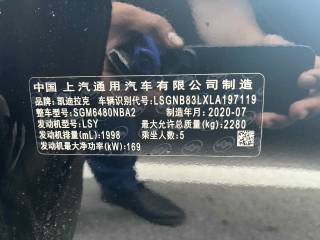 中国 上汽通用汽车有限公司制造
品牌: 凯迪拉克 车辆识别代号: LSGNB83LXLA197119
整车型号: SGM6480NBA2 制造年月: 2020-07
发动机型号: LSY 最大允许总质量(kg): 2280
发动机排量(mL): 1998 乘坐人数: 5
发动机最大净功率(kW): 169